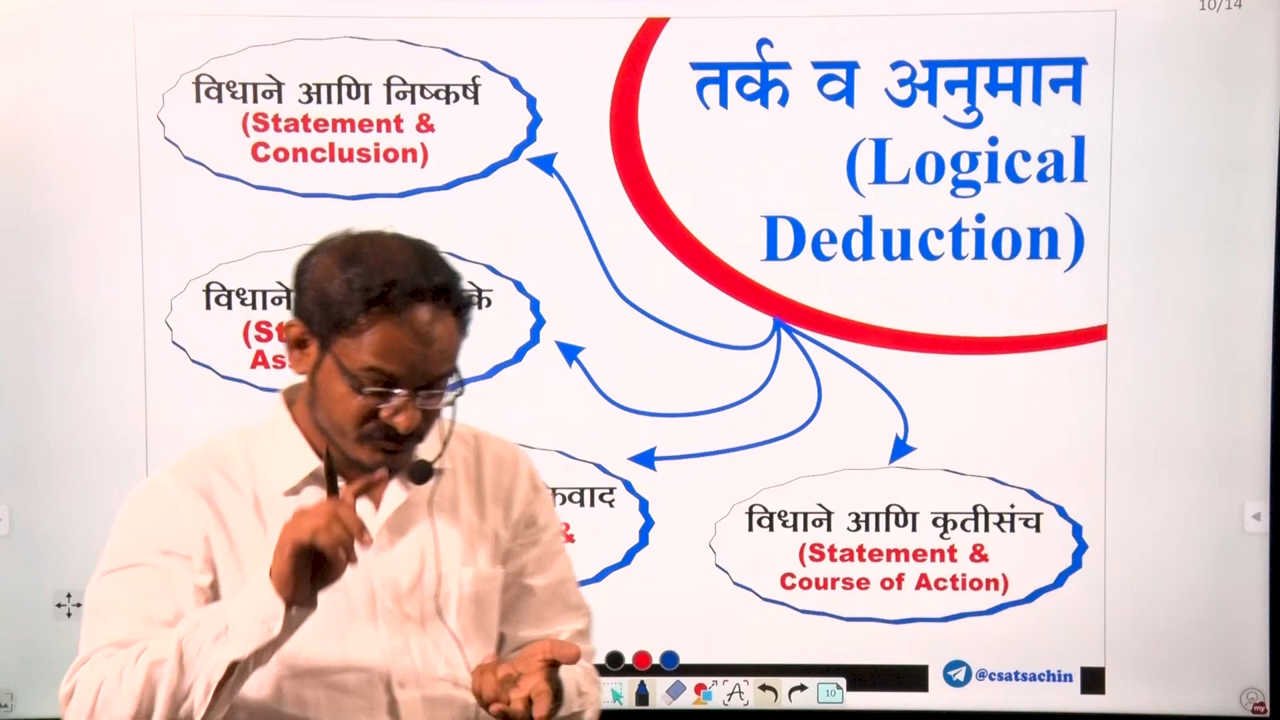 10/14
विधाने आणि निष्कर्ष
(Statement &
Conclusion)
तर्क व अनुमान
(Logical
Deduction)
विधाने
के
(St
As
कवाद
&
विधाने आणि कृतीसंच
(Statement &
Course of Action)
@csatsachin
10
my